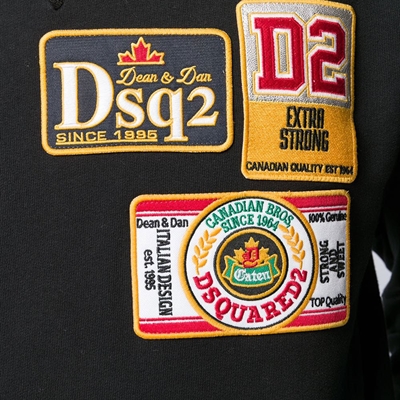 Dean & Dan
Dsq2
SINCE 1995
D2
EXTRA
STRONG
CANADIAN QUALITY EST 1964
Dean & Dan
ITALIAN DESIGN
est. 1995
CANADIAN BROS.
SINCE 1964
Caten
DSQUARED2
100% Genuine
STRONG
AND
SWEET
TOP Quality